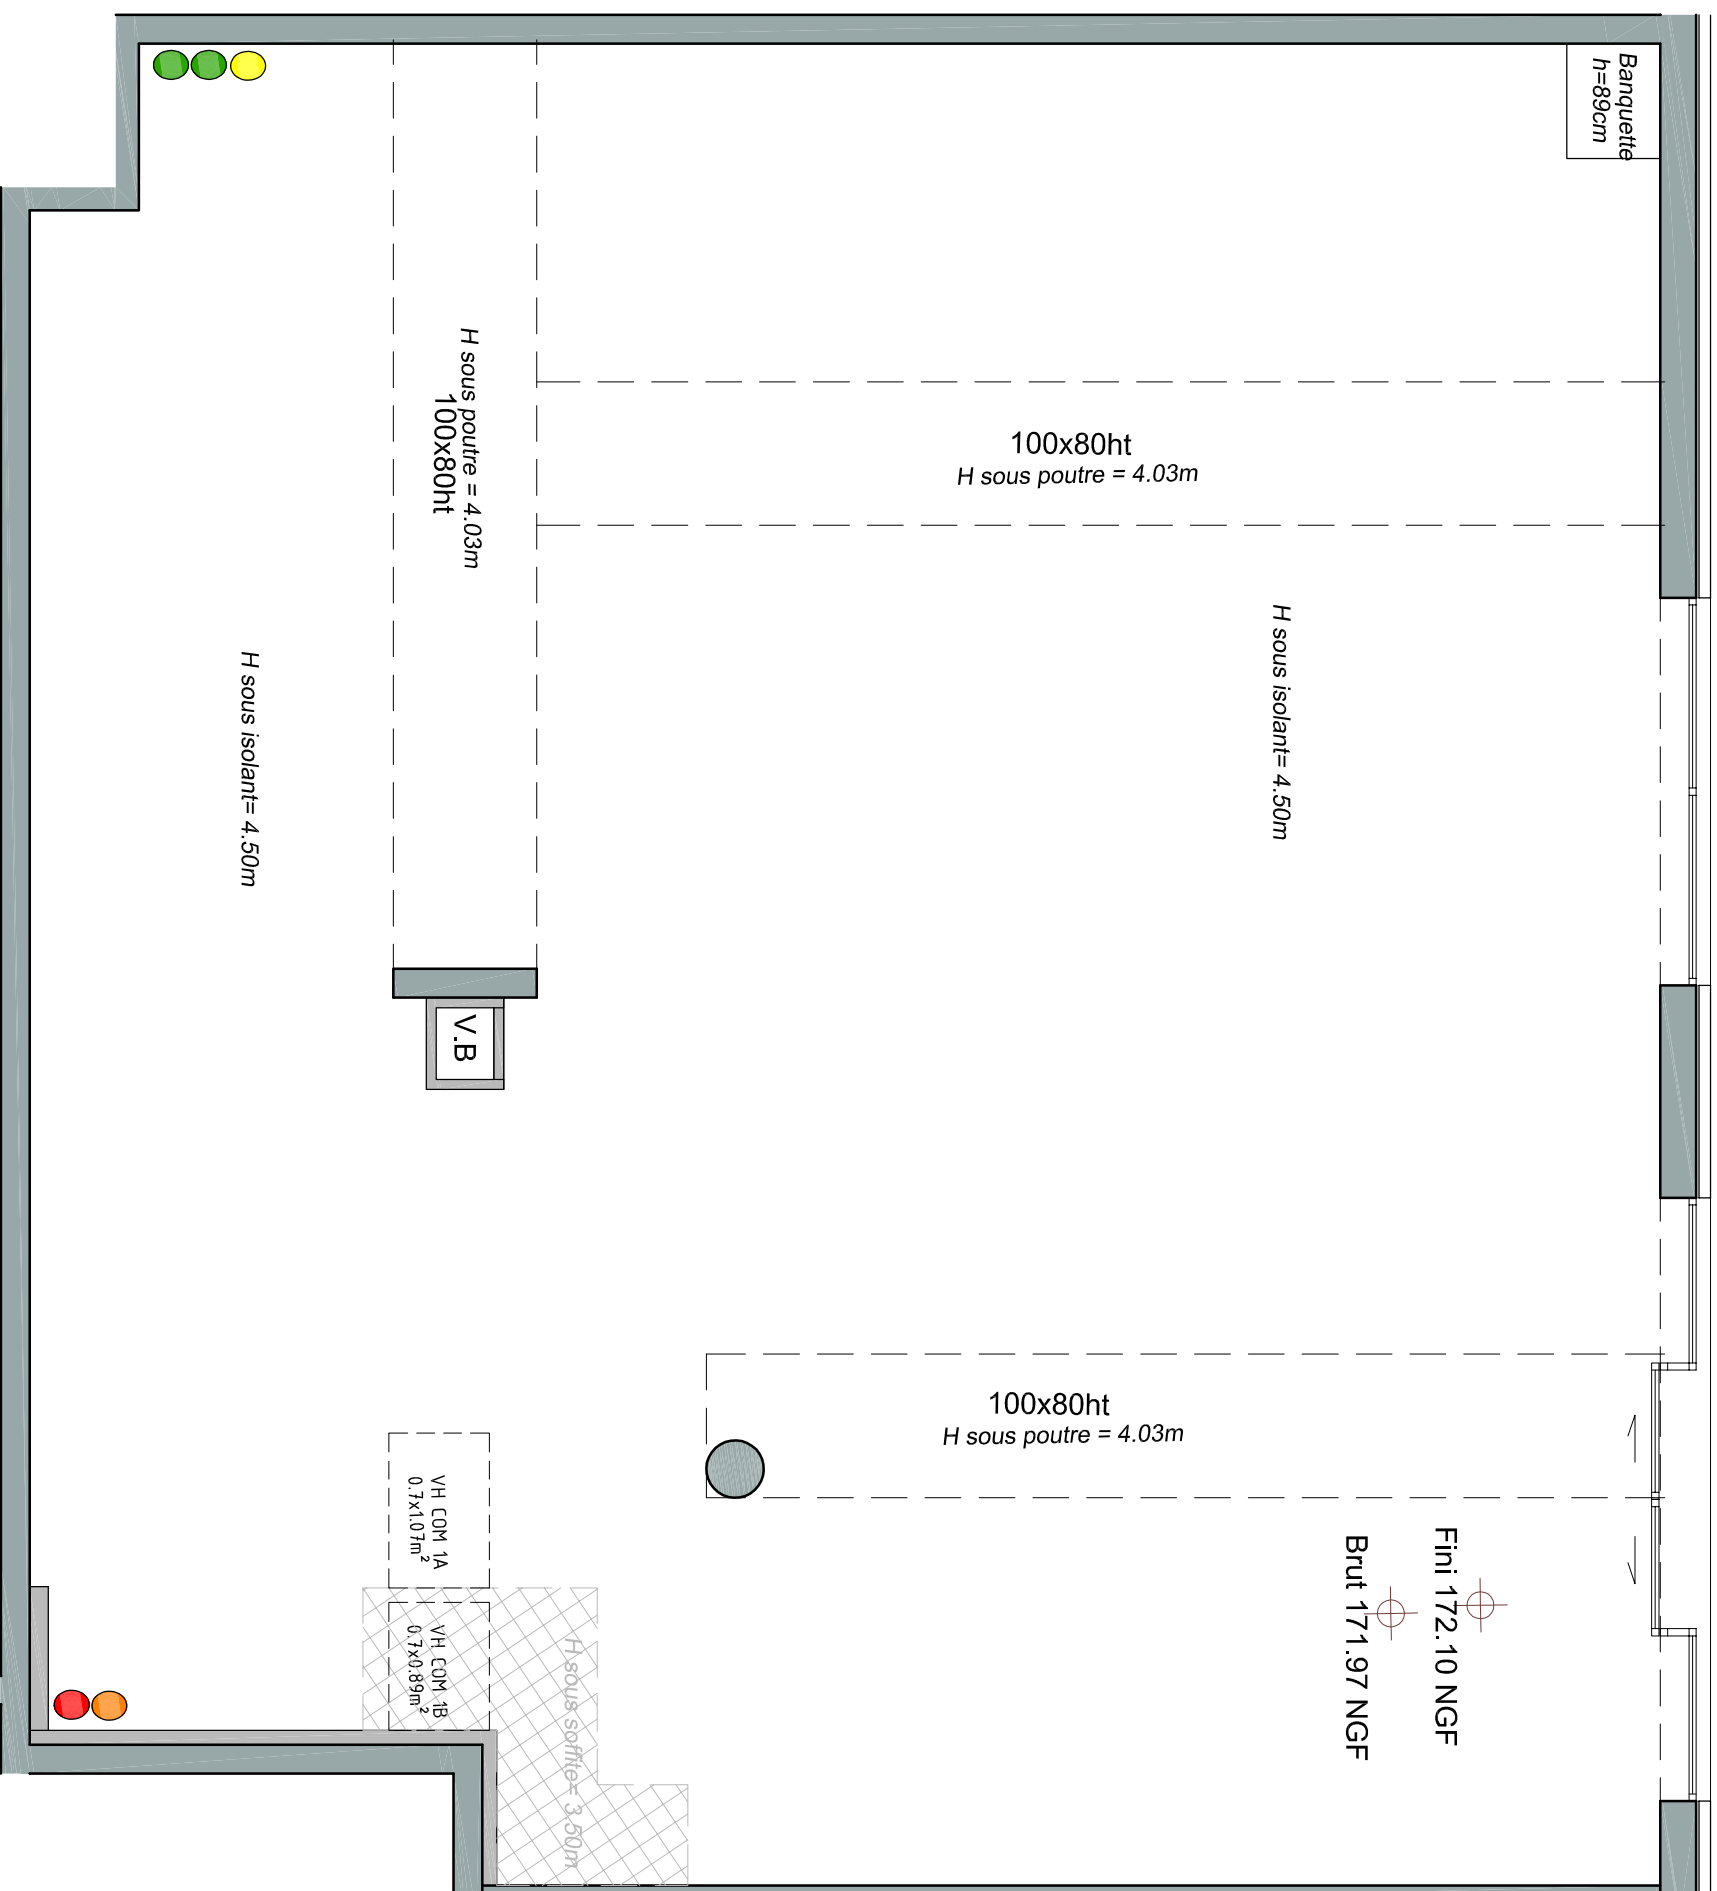 Banquette
h=89cm
H sous poutre = 4.03m
100x80ht
100x80ht
H sous poutre = 4.03m
H sous isolant= 4.50m
H sous isolant= 4.50m
V.B
100x80ht
H sous poutre = 4.03m
VH COM 1A
0.7x1.07m²
VH COM 1B
0.7x0.89m²
H sous soffite= 3.50m
Fini 172.10 NGF
Brut 171.97 NGF